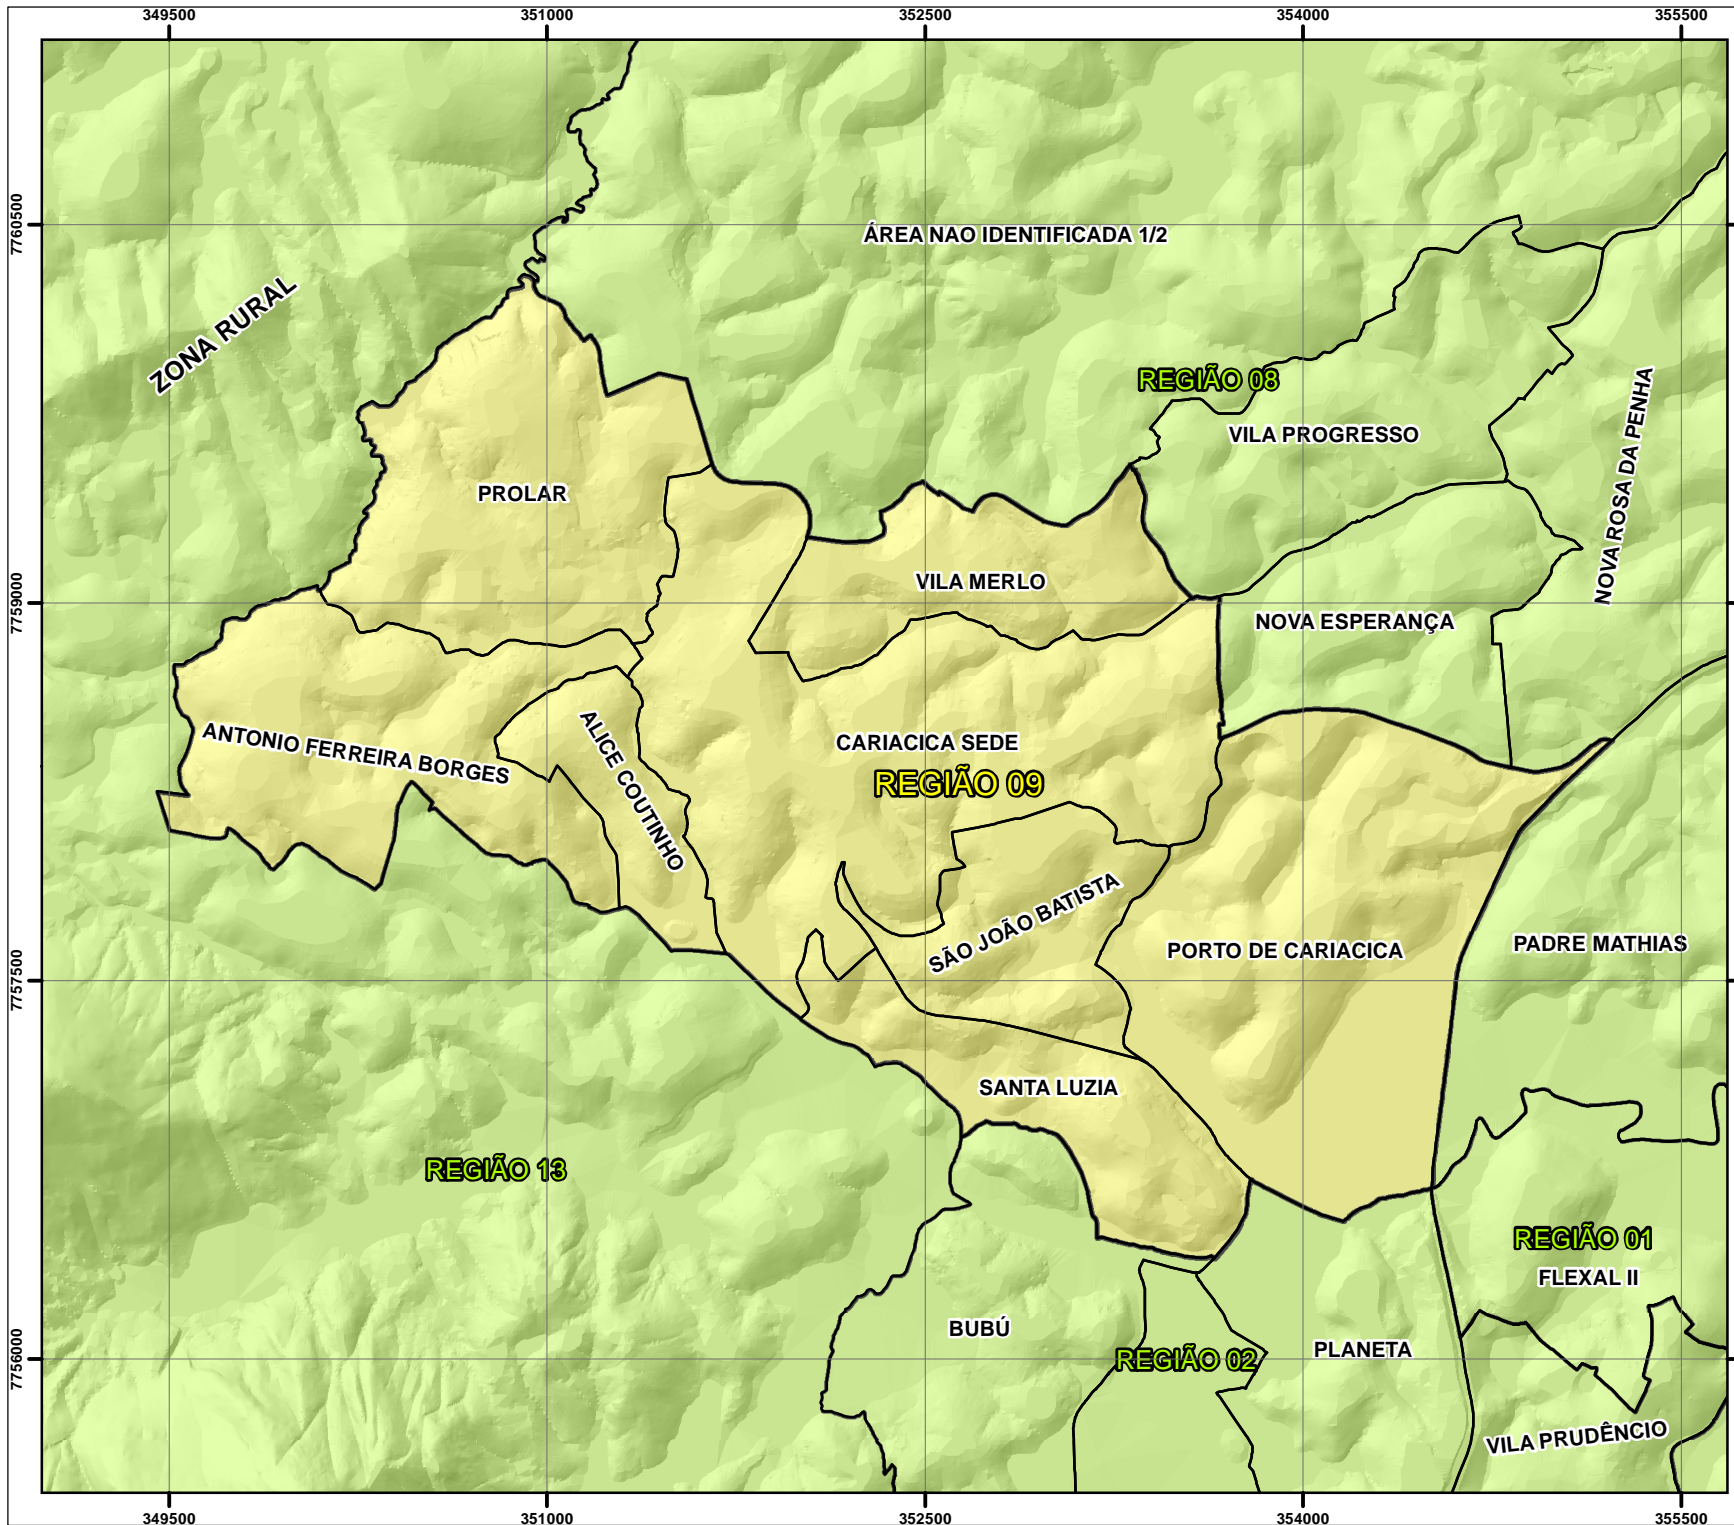 349500 351000 352500 354000 355500
7760500
ÁREA NAO IDENTIFICADA 1/2
ZONA RURAL
REGIÃO 08
VILA PROGRESSO
NOVA ROSA DA PENHA
PROLAR
VILA MERLO
7759000
NOVA ESPERANÇA
ANTONIO FERREIRA BORGES
ALICE COUTINHO
CARIACICA SEDE
REGIÃO 09
SÃO JOÃO BATISTA
PORTO DE CARIACICA
PADRE MATHIAS
7757500
SANTA LUZIA
REGIÃO 13
REGIÃO 01
FLEXAL II
BUBÚ
PLANETA
REGIÃO 02
7756000
VILA PRUDÊNCIO
349500 351000 352500 354000 355500